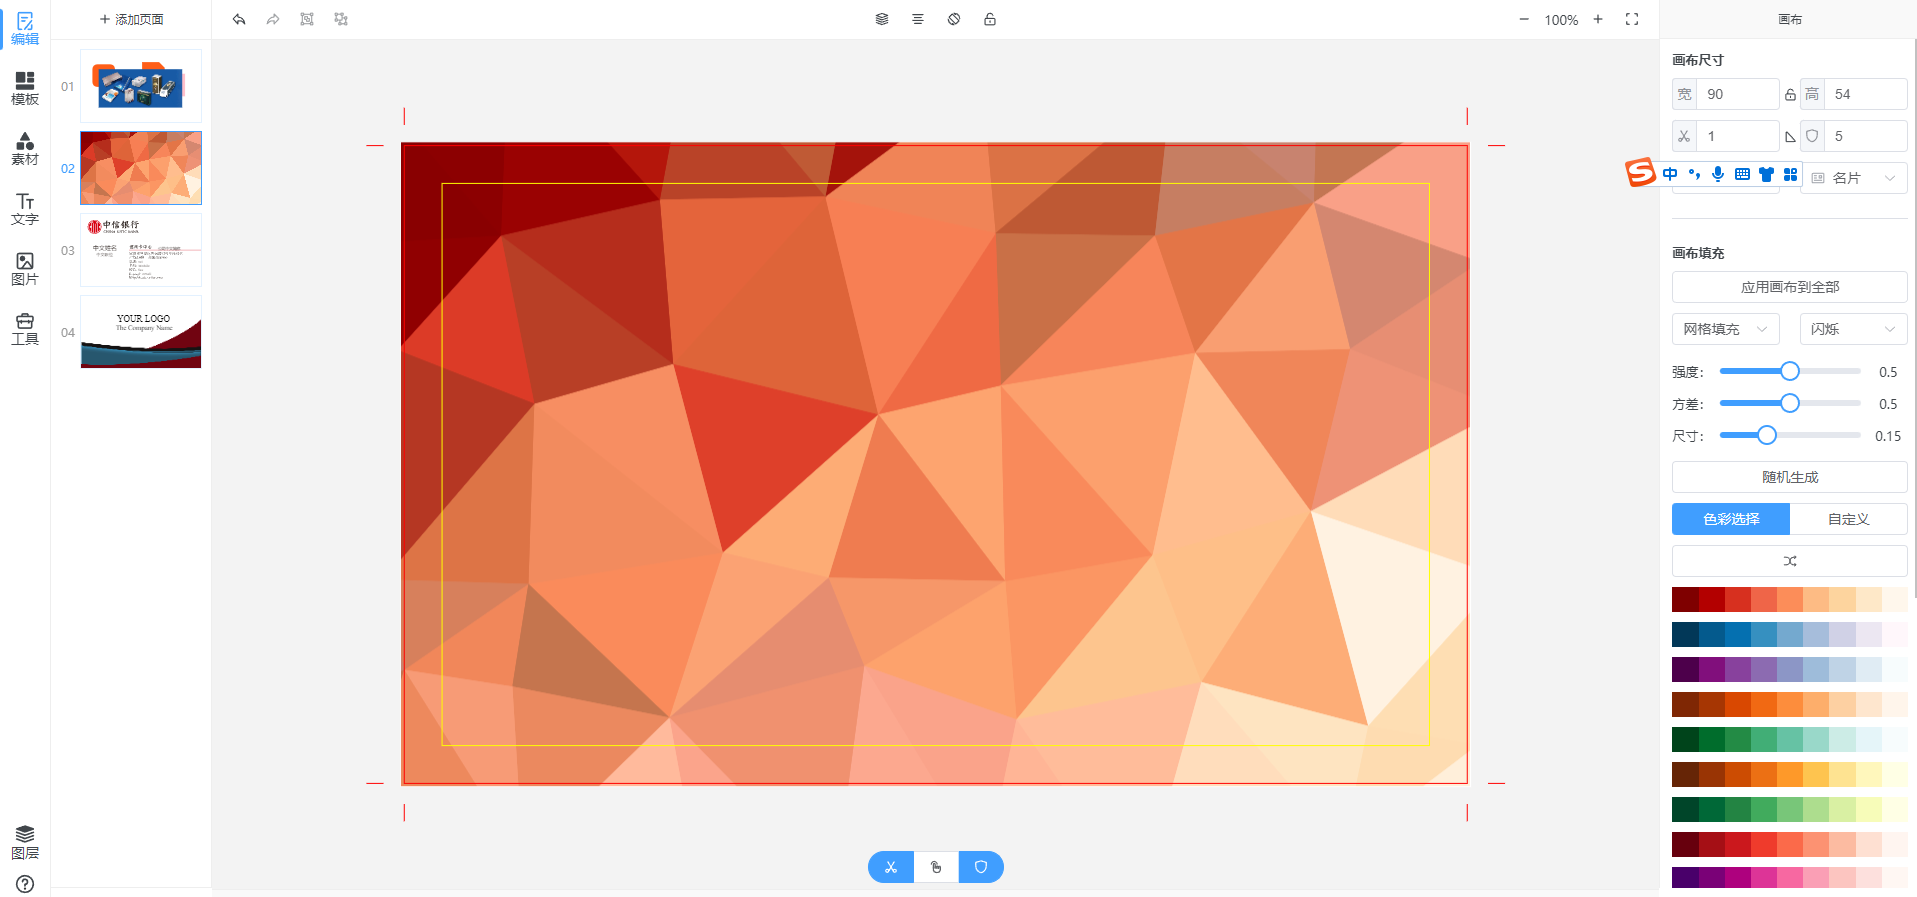 编辑
模板
素材
文字
图片
工具
图层
添加页面
01
02
03
中信银行
中文姓名
04
YOUR LOGO
The Company Name
100%
画布
画布尺寸
宽 90 高 54
1 5
中
名片
画布填充
应用画布到全部
网格填充 闪烁
强度: 0.5
方差: 0.5
尺寸: 0.15
随机生成
色彩选择 自定义